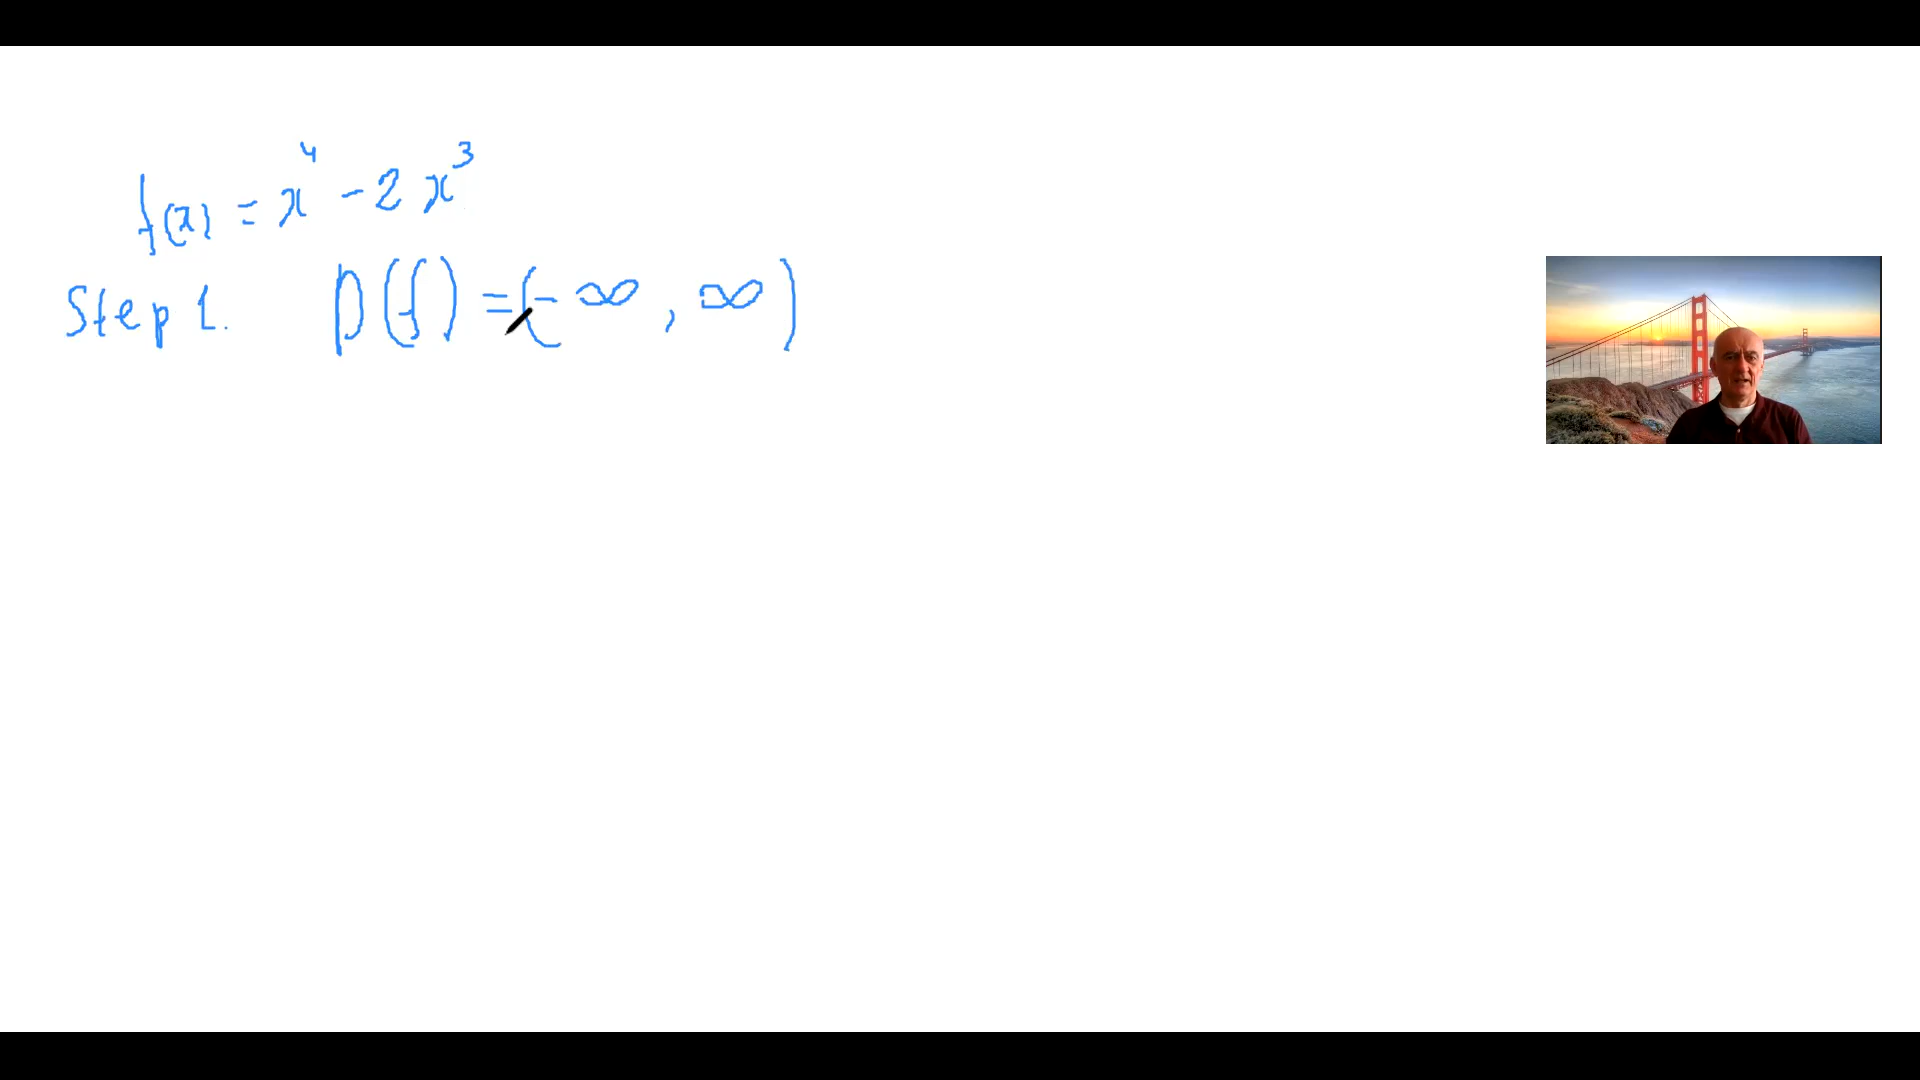 f(x) = x⁴ - 2x³
Step 1. D(f) = (-∞, ∞)